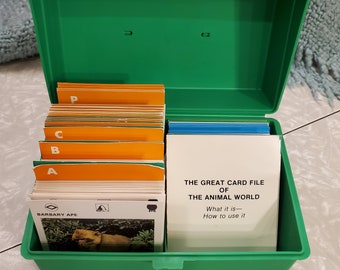 P
C
B
A
BARBARY APE
THE GREAT CARD FILE
OF
THE ANIMAL WORLD
What it is—
How to use it